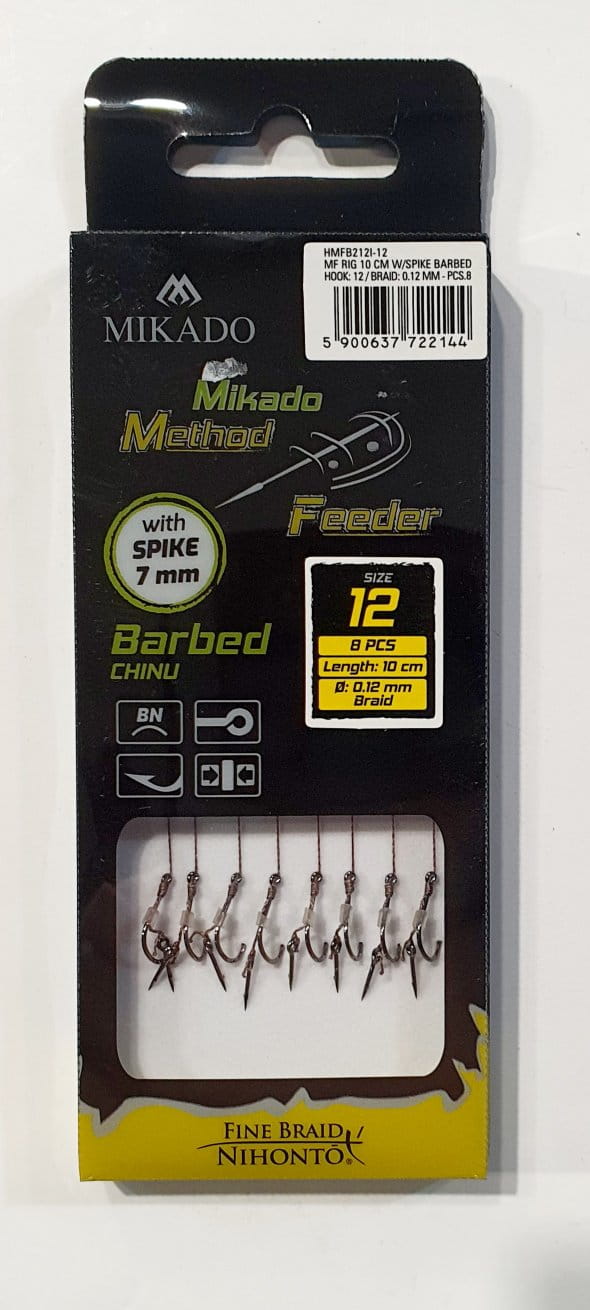 HMFB212I-12
MF RIG 10 CM W/SPIKE BARBED
HOOK: 12 / BRAID: 0.12 MM - PCS.8
5 900637 722144
MIKADO
Mikado
Method
Feeder
with
SPIKE
7 mm
Barbed
CHINU
SIZE
12
8 PCS
Length: 10 cm
Ø: 0.12 mm
Braid
BN
FINE BRAID
NIHONTŌ®